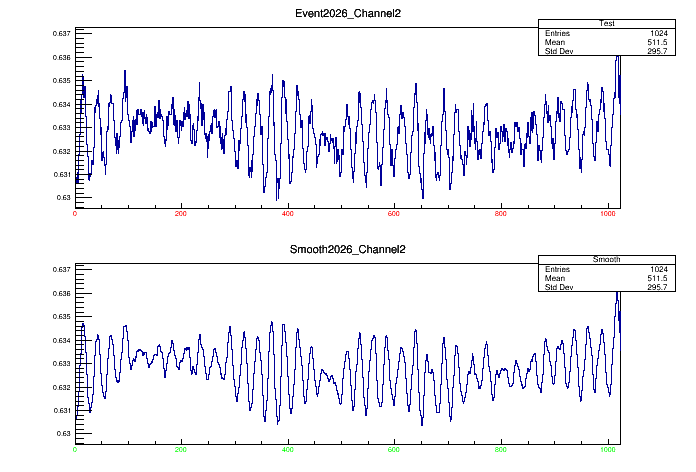 Event2026_Channel2
Test
Entries 1024
Mean 511.5
Std Dev 295.7
0.637
0.636
0.635
0.634
0.633
0.632
0.631
0.63
0 200 400 600 800 1000
Smooth2026_Channel2
Smooth
Entries 1024
Mean 511.5
Std Dev 295.7
0.637
0.636
0.635
0.634
0.633
0.632
0.631
0.63
0 200 400 600 800 1000